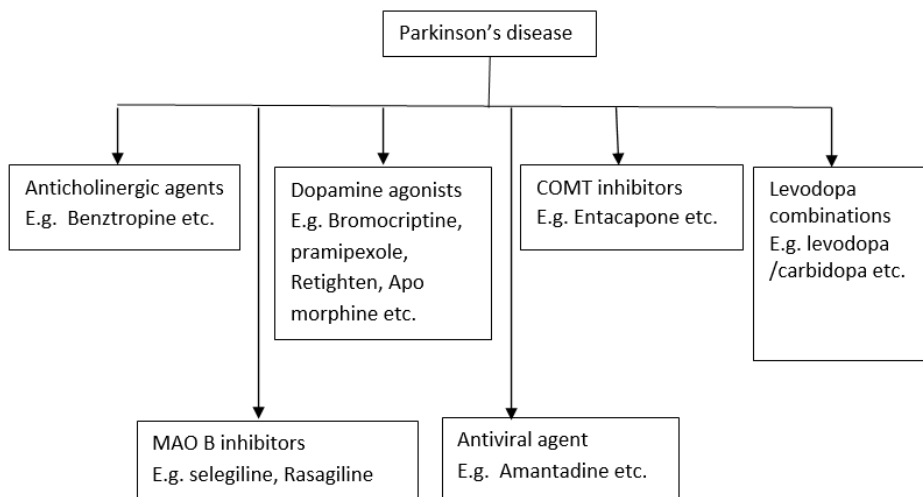 Parkinson’s disease
Anticholinergic agents
E.g. Benztropine etc.
Dopamine agonists
E.g. Bromocriptine,
pramipexole,
Retighten, Apo
morphine etc.
COMT inhibitors
E.g. Entacapone etc.
Levodopa
combinations
E.g. levodopa
/carbidopa etc.
MAO B inhibitors
E.g. selegiline, Rasagiline
Antiviral agent
E.g. Amantadine etc.